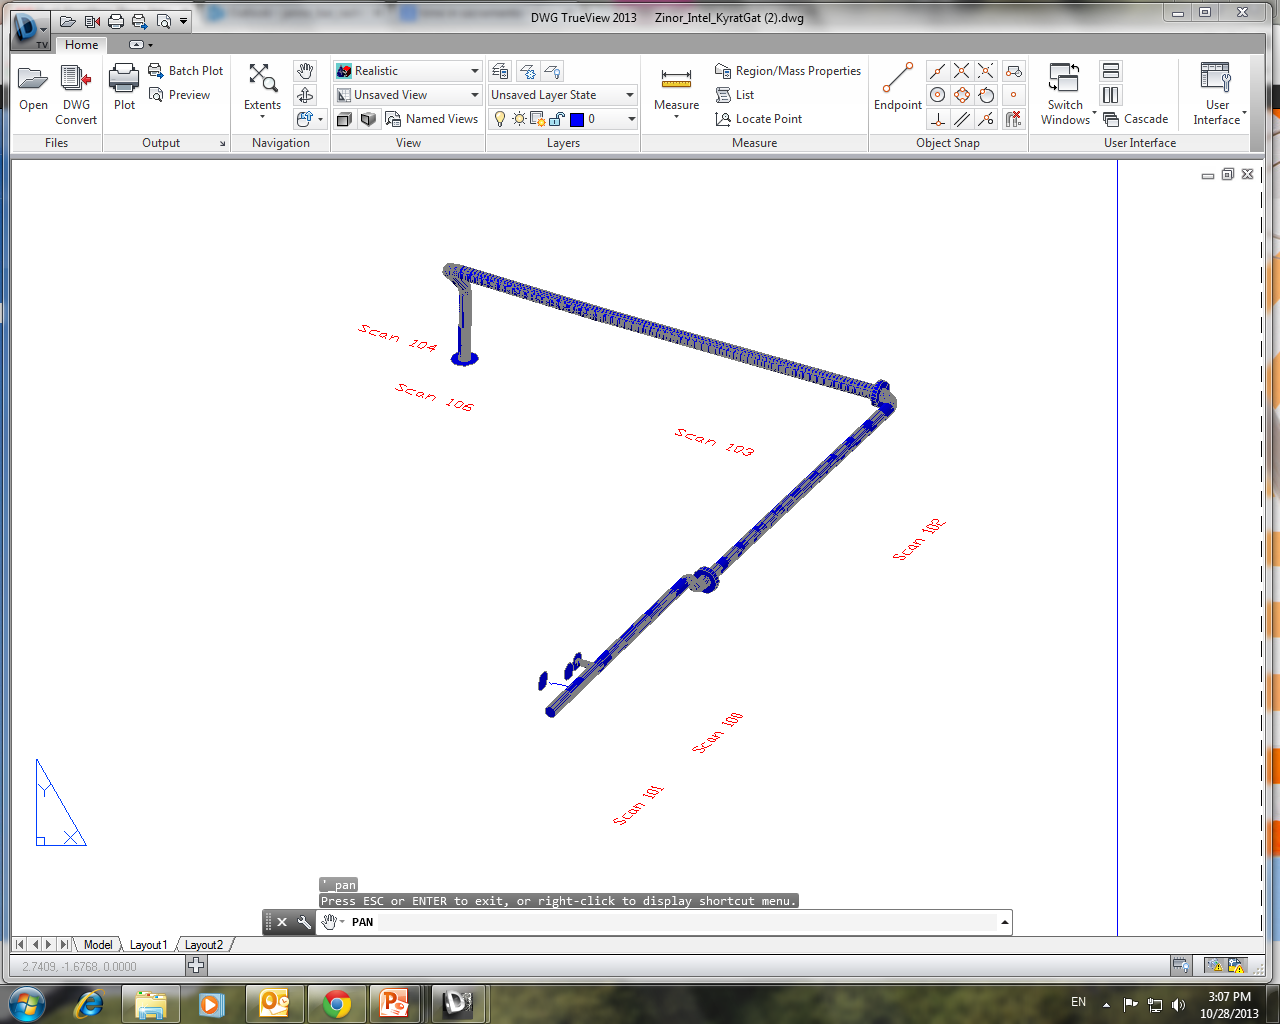 DWG TrueView 2013 Zinor_Intel_KyratGat (2).dwg
TV
Home
Open
DWG Convert
Files
Plot
Batch Plot
Preview
Output
Extents
Navigation
Realistic
Unsaved View
Named Views
View
Unsaved Layer State
0
Layers
Measure
Region/Mass Properties
List
Locate Point
Measure
Endpoint
Object Snap
Switch Windows
Cascade
User Interface
User Interface
Scan 104
Scan 106
Scan 103
Scan 102
Scan 100
Scan 101
Y
X
'_pan
Press ESC or ENTER to exit, or right-click to display shortcut menu.
PAN
Model Layout1 Layout2
2.7409, -1.6768, 0.0000
EN
3:07 PM
10/28/2013